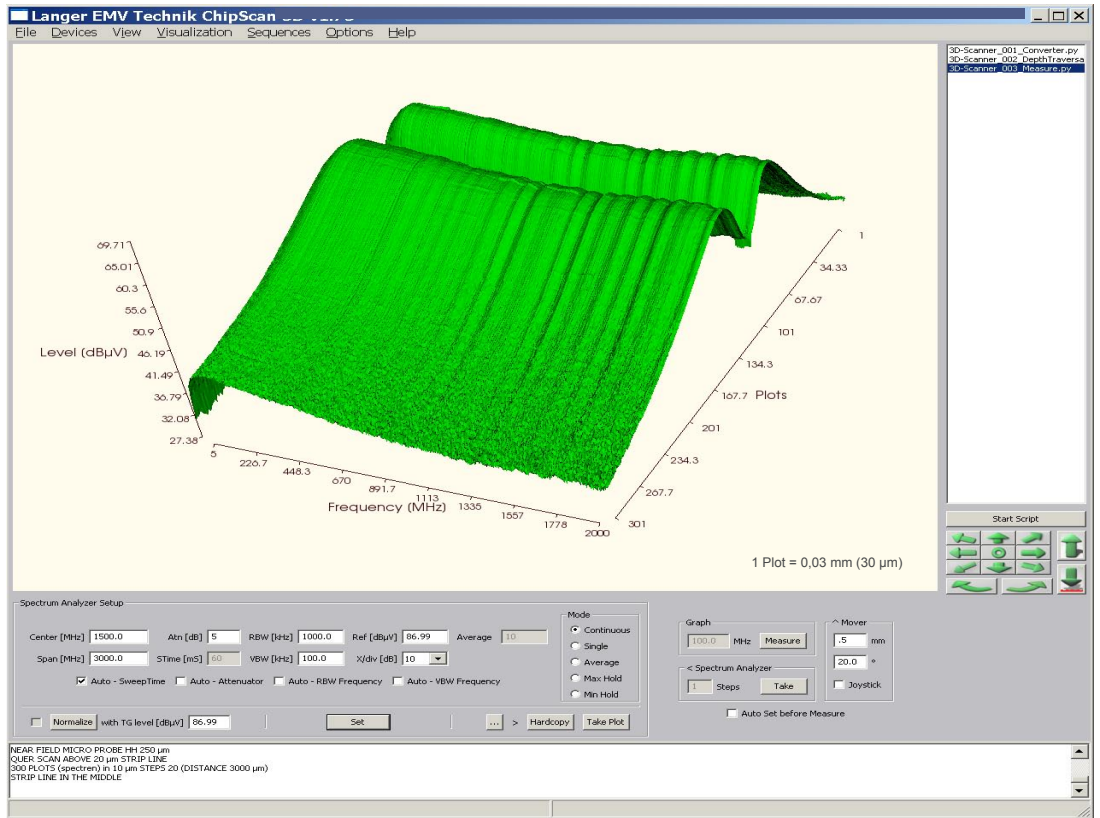 Langer EMV Technik ChipScan
File Devices View Visualization Sequences Options Help
3D-Scanner_001_Converter.py
3D-Scanner_002_DepthTraversa
3D-Scanner_003_Measure.py
69.71
65.01
60.3
55.6
50.9
46.19
41.49
36.79
32.08
27.38
Level (dBµV)
5
226.7
448.3
670
891.7
1113
1335
1557
1778
2000
Frequency (MHz)
1
34.33
67.67
101
134.3
167.7
201
234.3
267.7
301
Plots
1 Plot = 0,03 mm (30 µm)
Start Script
Spectrum Analyzer Setup
Center [MHz] 1500.0 Atn [dB] 5 RBW [kHz] 1000.0 Ref [dBµV] 86.99 Average 10
Span [MHz] 3000.0 STime [mS] 60 VBW [kHz] 100.0 X/div [dB] 10
Auto - SweepTime Auto - Attenuator Auto - RBW Frequency Auto - VBW Frequency
Mode
Continuous
Single
Average
Max Hold
Min Hold
Normalize with TG level [dBµV] 86.99 Set ... > Hardcopy Take Plot
Graph
100.0 MHz Measure
< Spectrum Analyzer
1 Steps Take
^ Mover
.5 mm
20.0 °
Joystick
Auto Set before Measure
NEAR FIELD MICRO PROBE HH 250 µm
QUER SCAN ABOVE 20 µm STRIP LINE
300 PLOTS (spectren) in 10 µm STEPS 20 (DISTANCE 3000 µm)
STRIP LINE IN THE MIDDLE